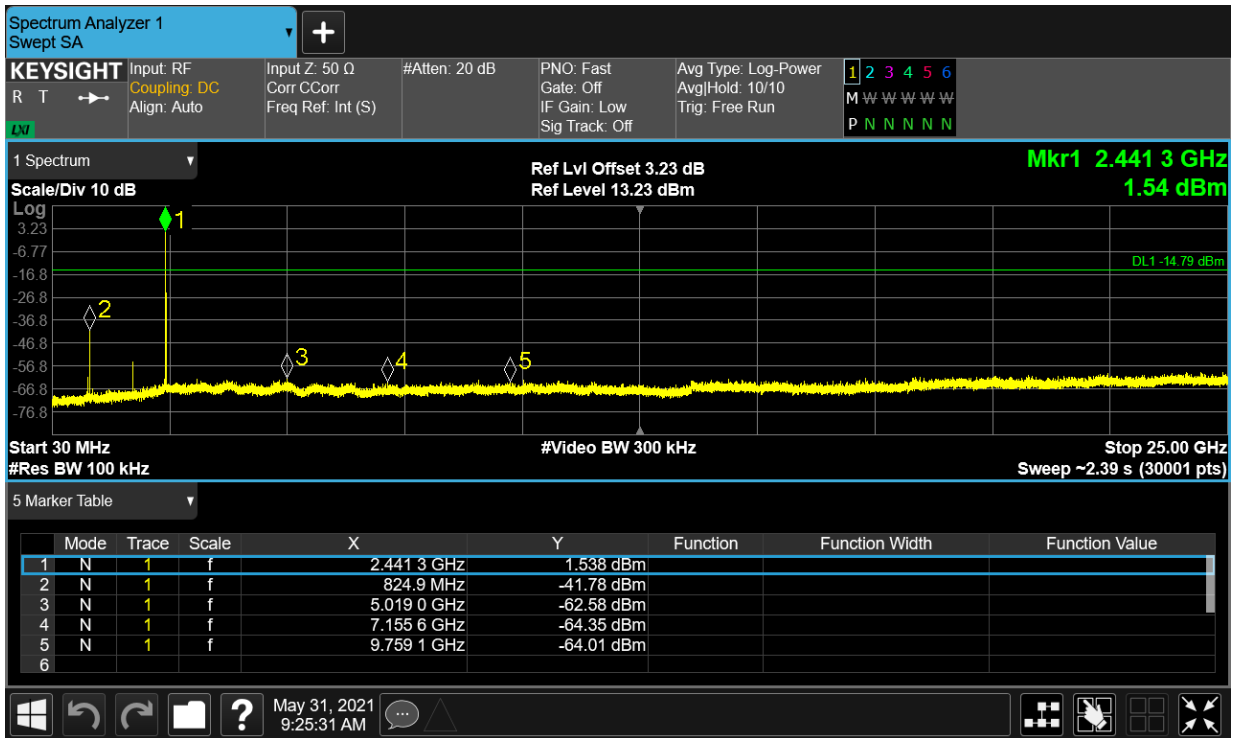 Spectrum Analyzer 1
Swept SA
KEYSIGHT
R T
LXI
Input: RF
Coupling: DC
Align: Auto
Input Z: 50 Ω
Corr CCorr
Freq Ref: Int (S)
#Atten: 20 dB
PNO: Fast
Gate: Off
IF Gain: Low
Sig Track: Off
Avg Type: Log-Power
Avg|Hold: 10/10
Trig: Free Run
1 2 3 4 5 6
M W W W W W
P N N N N N
1 Spectrum
Scale/Div 10 dB
Ref Lvl Offset 3.23 dB
Ref Level 13.23 dBm
Mkr1 2.441 3 GHz
1.54 dBm
Log
3.23
-6.77
-16.8
-26.8
-36.8
-46.8
-56.8
-66.8
-76.8
1
2
3
4
5
DL1 -14.79 dBm
Start 30 MHz
#Video BW 300 kHz
Stop 25.00 GHz
#Res BW 100 kHz
Sweep ~2.39 s (30001 pts)
5 Marker Table
Mode Trace Scale X Y Function Function Width Function Value
1 N 1 f 2.441 3 GHz 1.538 dBm
2 N 1 f 824.9 MHz -41.78 dBm
3 N 1 f 5.019 0 GHz -62.58 dBm
4 N 1 f 7.155 6 GHz -64.35 dBm
5 N 1 f 9.759 1 GHz -64.01 dBm
6
?
May 31, 2021
9:25:31 AM